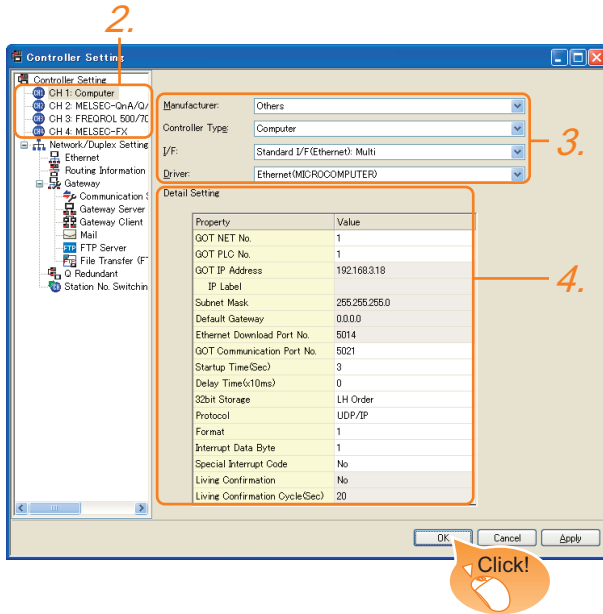 2.
Controller Setting
Controller Setting
CH 1: Computer
CH 2: MELSEC-QnA/Q/
CH 3: FREQROL 500/70
CH 4: MELSEC-FX
Network/Duplex Setting
Ethernet
Routing Information
Gateway
Communication S
Gateway Server
Gateway Client
Mail
FTP Server
File Transfer (F
Q Redundant
Station No. Switchin
Manufacturer: Others
Controller Type: Computer
I/F: Standard I/F(Ethernet): Multi
Driver: Ethernet(MICROCOMPUTER)
3.
Detail Setting
Property Value
GOT NET No. 1
GOT PLC No. 1
GOT IP Address 192.168.3.18
IP Label
Subnet Mask 255.255.255.0
Default Gateway 0.0.0.0
Ethernet Download Port No. 5014
GOT Communication Port No. 5021
Startup Time(Sec) 3
Delay Time(x10ms) 0
32bit Storage LH Order
Protocol UDP/IP
Format 1
Interrupt Data Byte 1
Special Interrupt Code No
Living Confirmation No
Living Confirmation Cycle(Sec) 20
4.
OK Cancel Apply
Click!